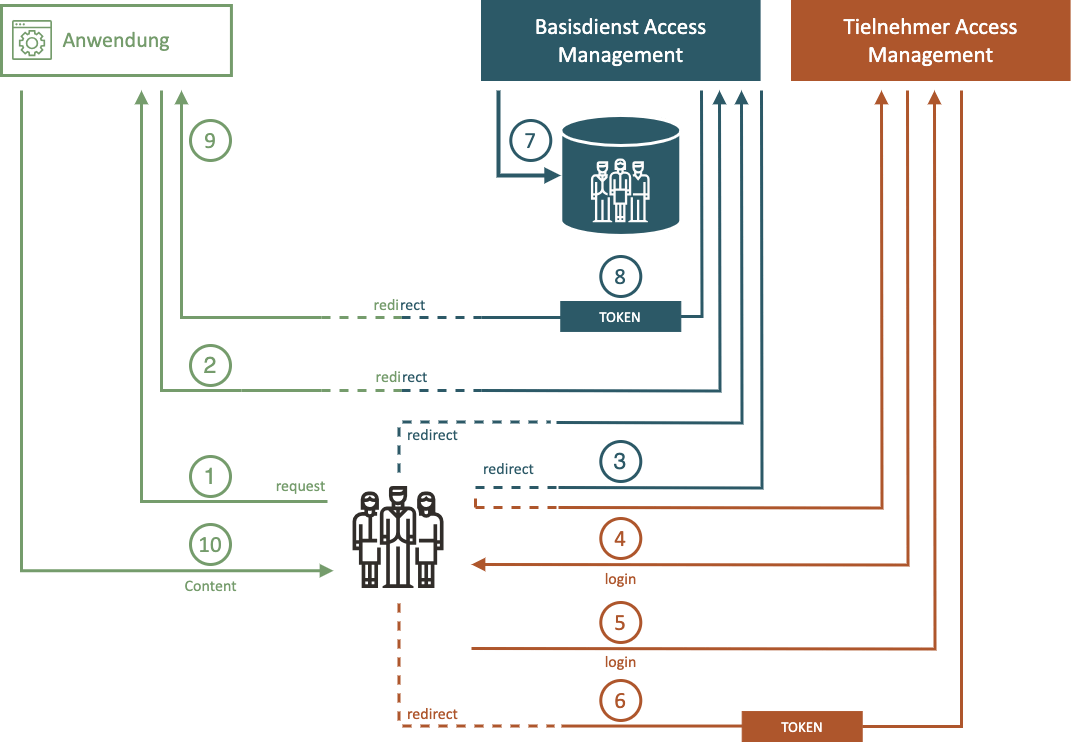 Anwendung
Basisdienst Access
Management
Tielnehmer Access
Management
9
7
8
redirect
TOKEN
2
redirect
redirect
3
redirect
1
request
10
Content
4
login
5
login
6
redirect
TOKEN